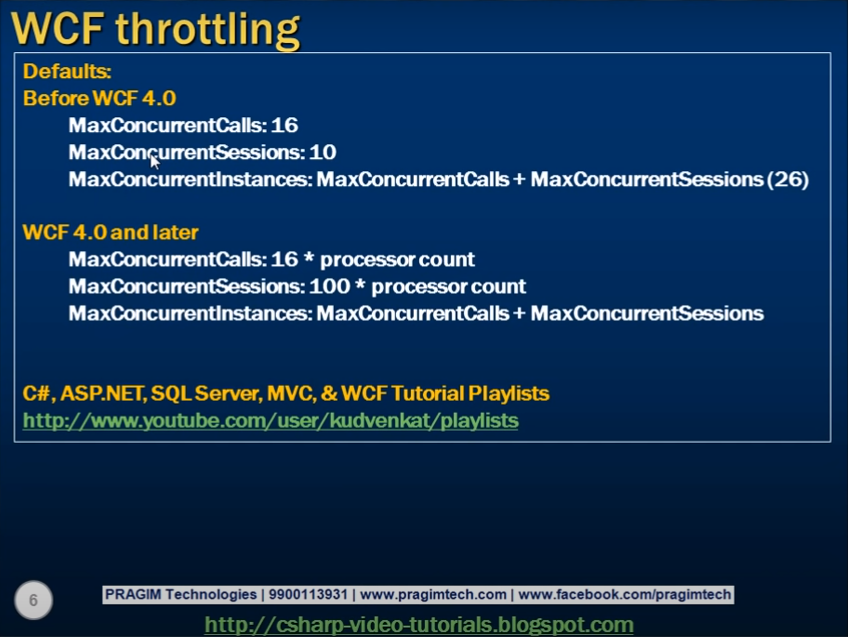 WCF throttling
Defaults:
Before WCF 4.0
MaxConcurrentCalls: 16
MaxConcurrentSessions: 10
MaxConcurrentInstances: MaxConcurrentCalls + MaxConcurrentSessions (26)
WCF 4.0 and later
MaxConcurrentCalls: 16 * processor count
MaxConcurrentSessions: 100 * processor count
MaxConcurrentInstances: MaxConcurrentCalls + MaxConcurrentSessions
C#, ASP.NET, SQL Server, MVC, & WCF Tutorial Playlists
http://www.youtube.com/user/kudvenkat/playlists
6
PRAGIM Technologies | 9900113931 | www.pragimtech.com | www.facebook.com/pragimtech
http://csharp-video-tutorials.blogspot.com